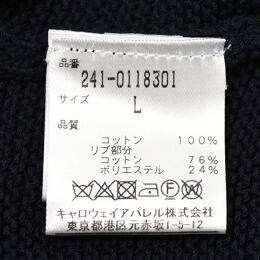 品番
241-0118301
サイズ
L
品質
コットン 100%
リブ部分
コットン 76%
ポリエステル 24%
キャロウェイアパレル株式会社
東京都港区元赤坂1-5-12